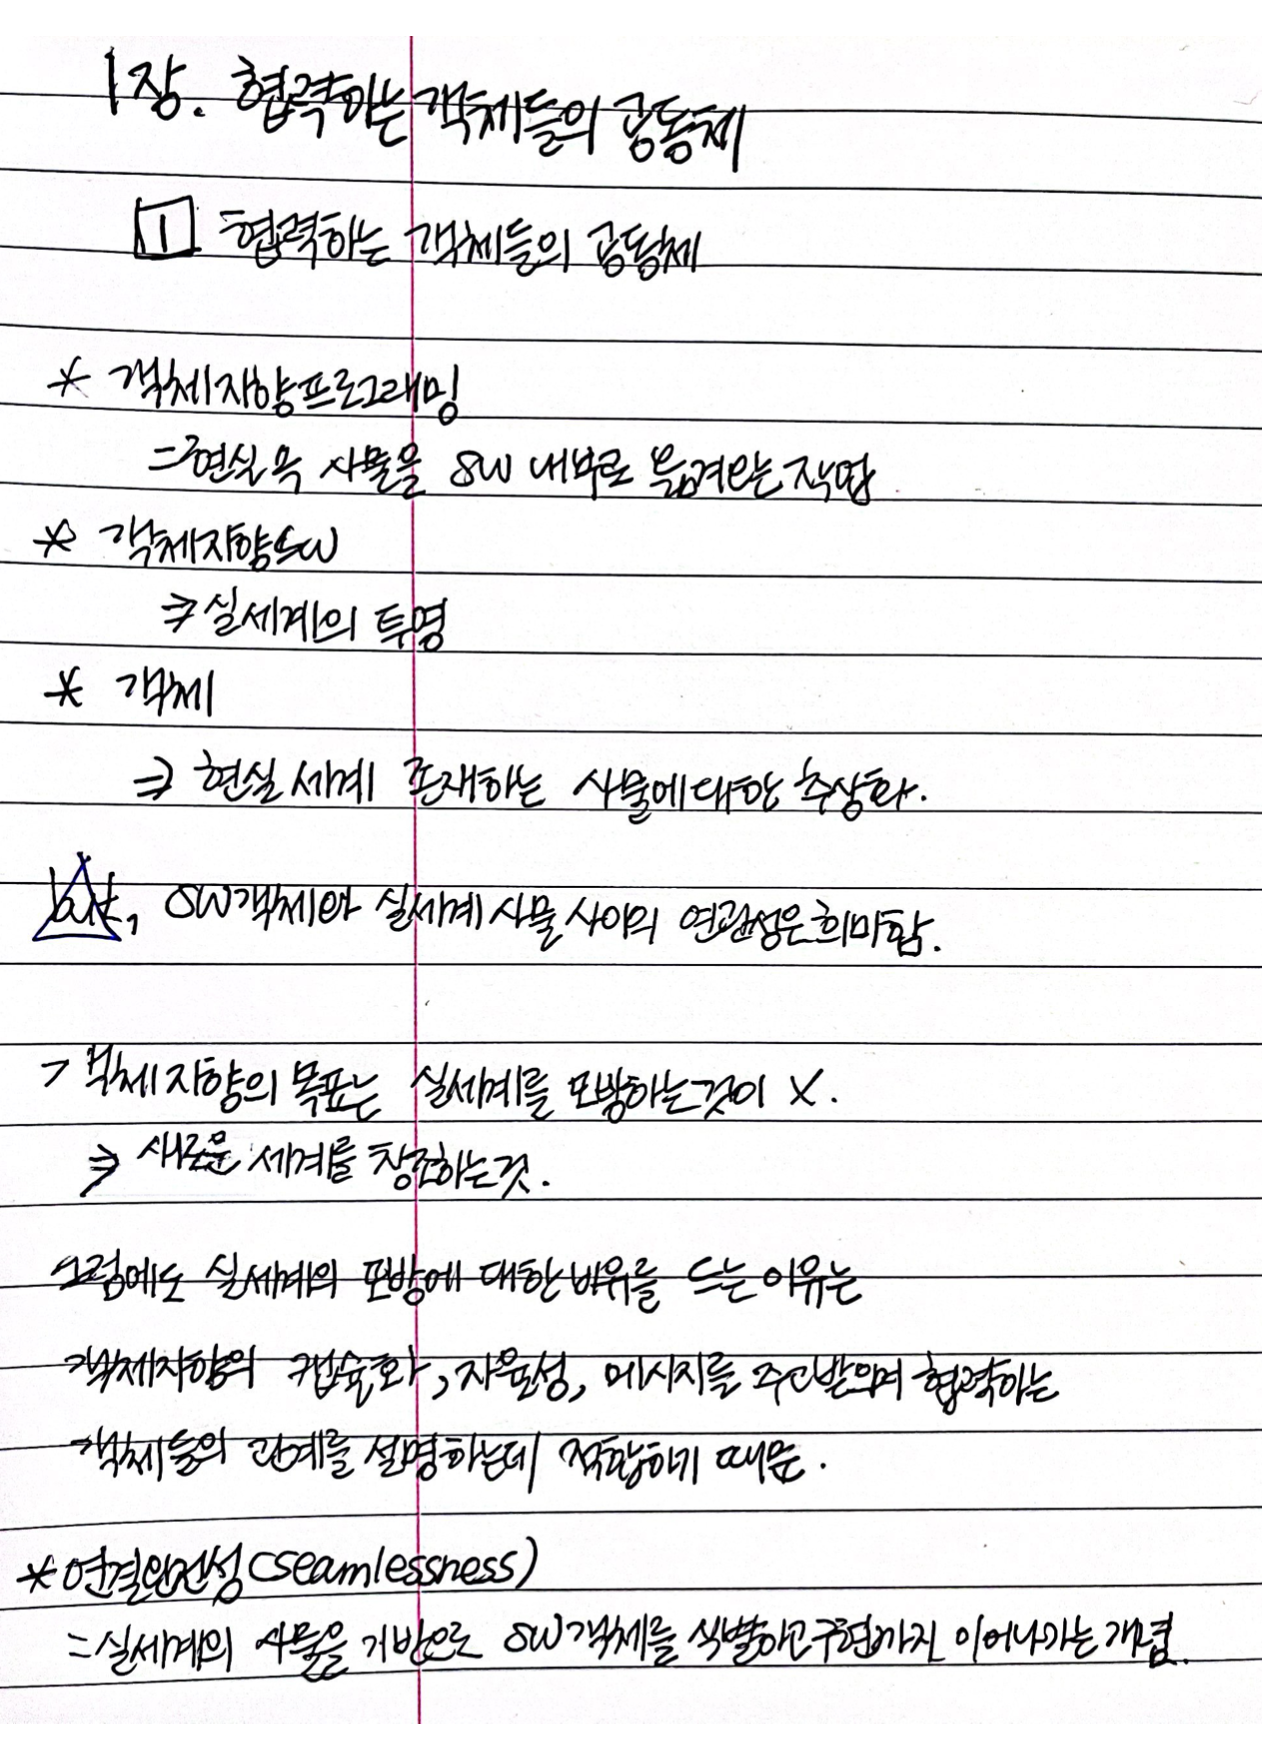 1장. 협력하는 객체들의 공동체
1 협력하는 객체들의 공동체
* 객체지향프로그래밍
=현실 속 사물을 SW 내부로 옮겨오는 작업
* 객체지향SW
⇒ 실세계의 투영
* 객체
⇒ 현실 세계 존재하는 사물에 대한 추상화.
but, SW객체와 실세계 사물 사이의 연관성은 희미함.
> 객체지향의 목표는 실세계를 모방하는것이 X.
⇒ 새로운 세계를 창조하는것.
그럼에도 실세계의 모방에 대한 비유를 드는 이유는
객체지향의 캡슐화, 자율성, 메시지를 주고받으며 협력하는
객체들의 관계를 설명하는데 적합하기 때문.
* 연결완전성(seamlessness)
=실세계의 사물을 기반으로 SW객체를 식별하고 구현까지 이어나가는 개념.